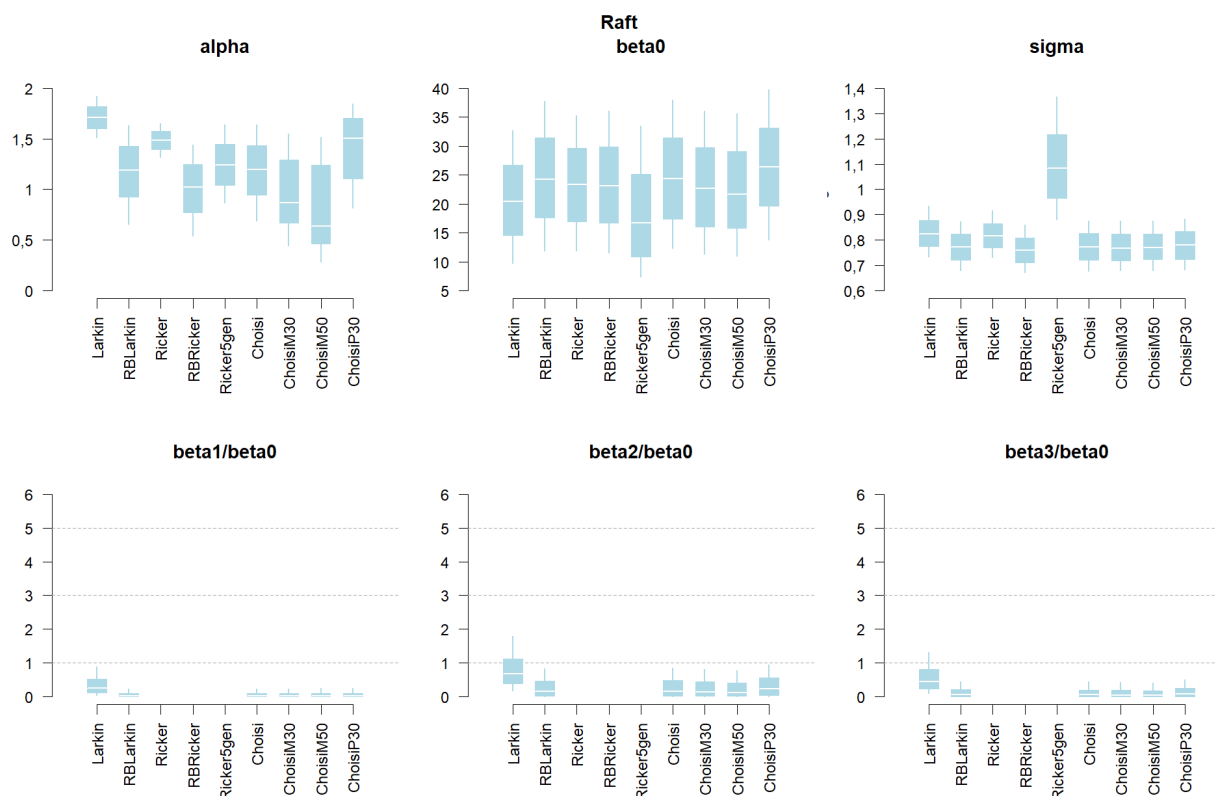 Raft
alpha
beta0
sigma
2
1,5
1
0,5
0
Larkin
RBLarkin
Ricker
RBRicker
Ricker5gen
Choisi
ChoisiM30
ChoisiM50
ChoisiP30
40
35
30
25
20
15
10
5
Larkin
RBLarkin
Ricker
RBRicker
Ricker5gen
Choisi
ChoisiM30
ChoisiM50
ChoisiP30
1,4
1,3
1,2
1,1
1
0,9
0,8
0,7
0,6
Larkin
RBLarkin
Ricker
RBRicker
Ricker5gen
Choisi
ChoisiM30
ChoisiM50
ChoisiP30
beta1/beta0
beta2/beta0
beta3/beta0
6
5
4
3
2
1
0
Larkin
RBLarkin
Ricker
RBRicker
Ricker5gen
Choisi
ChoisiM30
ChoisiM50
ChoisiP30
6
5
4
3
2
1
0
Larkin
RBLarkin
Ricker
RBRicker
Ricker5gen
Choisi
ChoisiM30
ChoisiM50
ChoisiP30
6
5
4
3
2
1
0
Larkin
RBLarkin
Ricker
RBRicker
Ricker5gen
Choisi
ChoisiM30
ChoisiM50
ChoisiP30